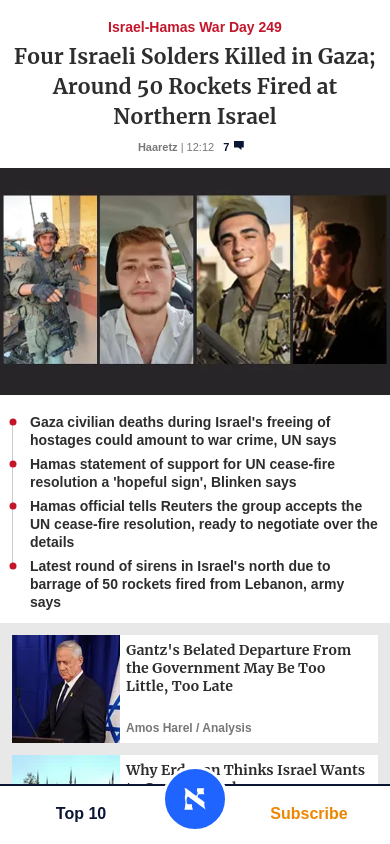 Israel-Hamas War Day 249
Four Israeli Solders Killed in Gaza;
Around 50 Rockets Fired at
Northern Israel
Haaretz | 12:12 7
Gaza civilian deaths during Israel's freeing of
hostages could amount to war crime, UN says
Hamas statement of support for UN cease-fire
resolution a 'hopeful sign', Blinken says
Hamas official tells Reuters the group accepts the
UN cease-fire resolution, ready to negotiate over the
details
Latest round of sirens in Israel's north due to
barrage of 50 rockets fired from Lebanon, army
says
Gantz's Belated Departure From
the Government May Be Too
Little, Too Late
Amos Harel / Analysis
Why Thinks Israel Wants
Top 10
Subscribe